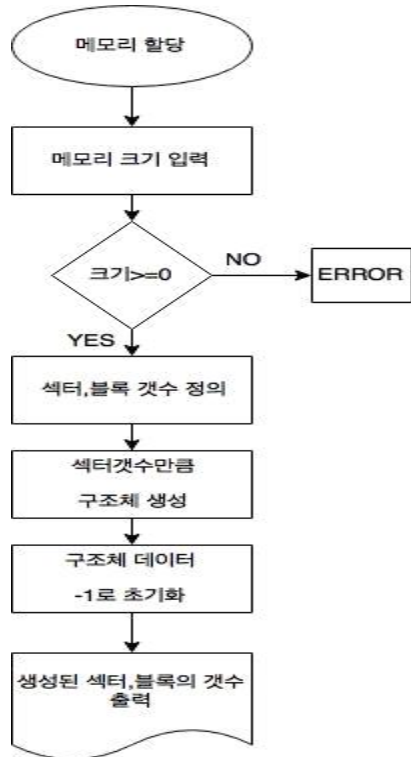 메모리 할당
메모리 크기 입력
크기>=0
NO
ERROR
YES
섹터,블록 갯수 정의
섹터갯수만큼
구조체 생성
구조체 데이터
-1로 초기화
생성된 섹터,블록의 갯수
출력